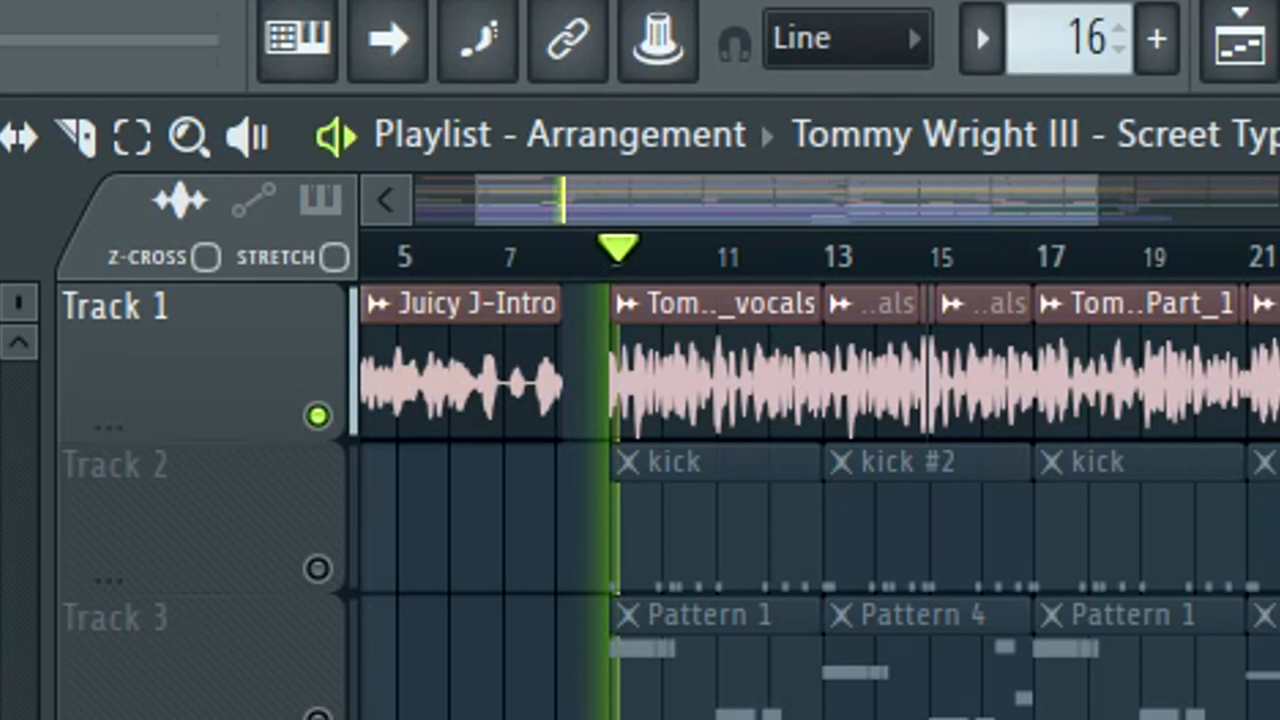 Line
16
+
Playlist - Arrangement
Tommy Wright III - Screet Typ
Z-CROSS
STRETCH
5 7 11 13 15 17 19 21
Track 1
Juicy J-Intro
Tom.._vocals
..als
..als
Tom..Part_1
...
Track 2
kick
kick #2
kick
...
Track 3
Pattern 1
Pattern 4
Pattern 1